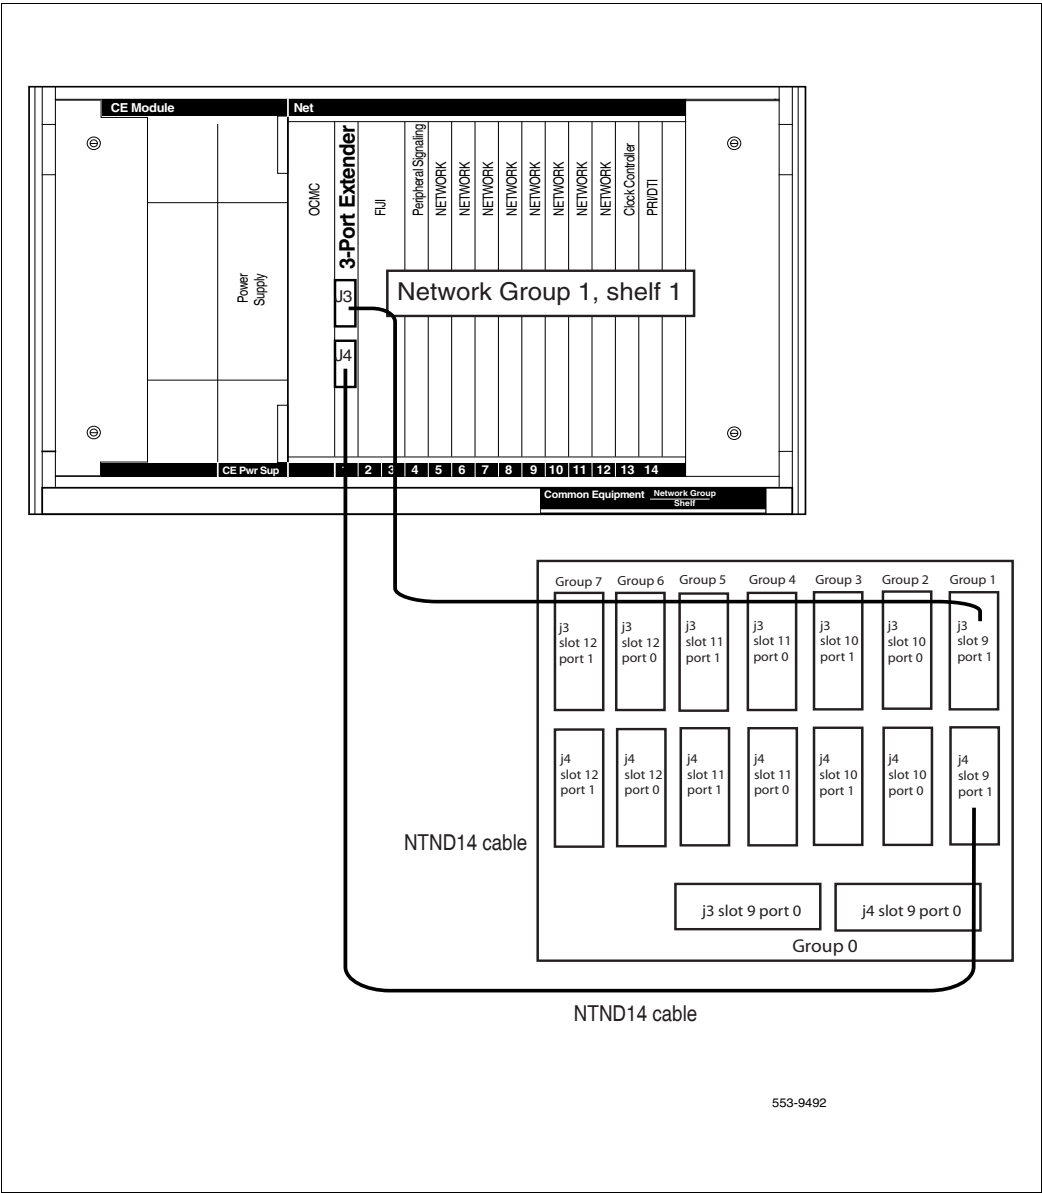 CE Module
Net
OCMC
3-Port Extender
FIJI
Peripheral Signaling
NETWORK
NETWORK
NETWORK
NETWORK
NETWORK
NETWORK
NETWORK
NETWORK
Clock Controller
PRI/DTI
Power
Supply
J3
Network Group 1, shelf 1
J4
CE Pwr Sup
1 2 3 4 5 6 7 8 9 10 11 12 13 14
Common Equipment
Network Group
Shelf
Group 7 Group 6 Group 5 Group 4 Group 3 Group 2 Group 1
j3
slot 12
port 1
j3
slot 12
port 0
j3
slot 11
port 1
j3
slot 11
port 0
j3
slot 10
port 1
j3
slot 10
port 0
j3
slot 9
port 1
j4
slot 12
port 1
j4
slot 12
port 0
j4
slot 11
port 1
j4
slot 11
port 0
j4
slot 10
port 1
j4
slot 10
port 0
j4
slot 9
port 1
NTND14 cable
j3 slot 9 port 0
j4 slot 9 port 0
Group 0
NTND14 cable
553-9492